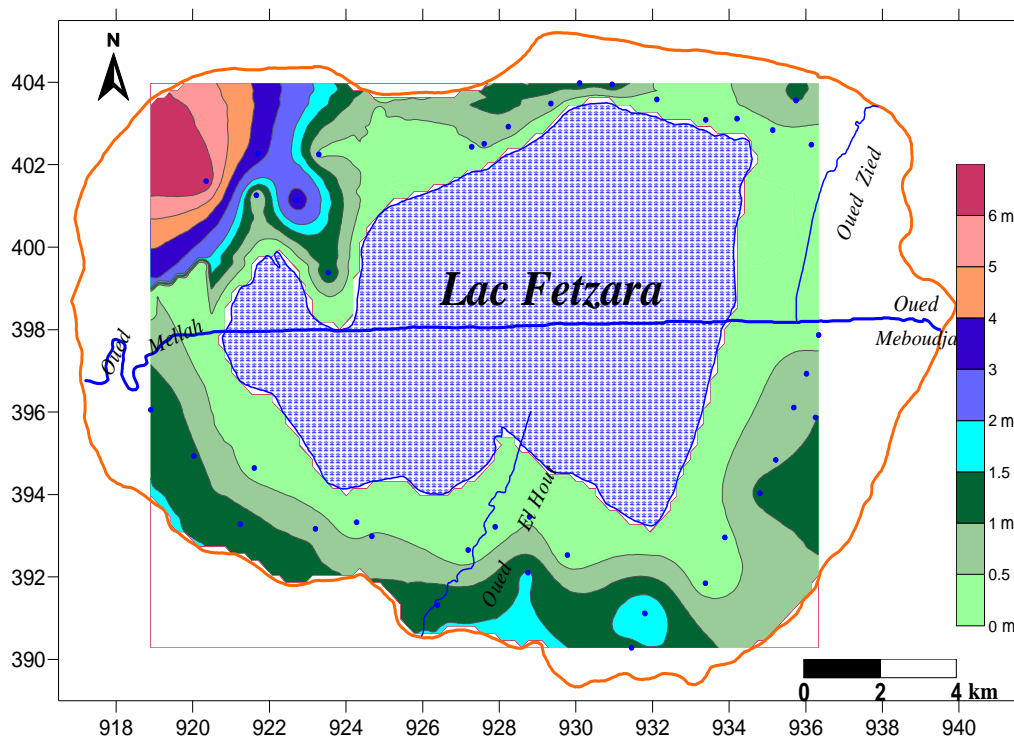 N
404
402
400
398
396
394
392
390
Lac Fetzara
Oued Zied
Oued
Meboudja
Oued
Mellah
El Hout
Oued
6 m
5
4
3
2 m
1.5
1 m
0.5
0 m
0 2 4 km
918 920 922 924 926 928 930 932 934 936 938 940